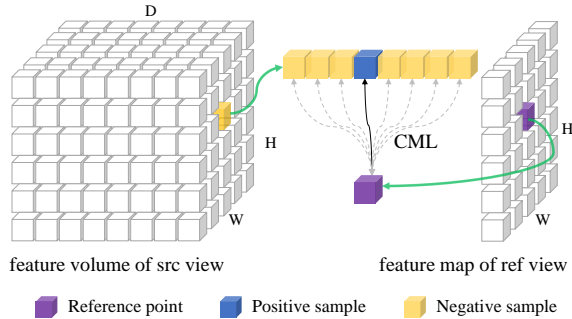 D
H
W
CML
H
W
feature volume of src view
feature map of ref view
Reference point
Positive sample
Negative sample